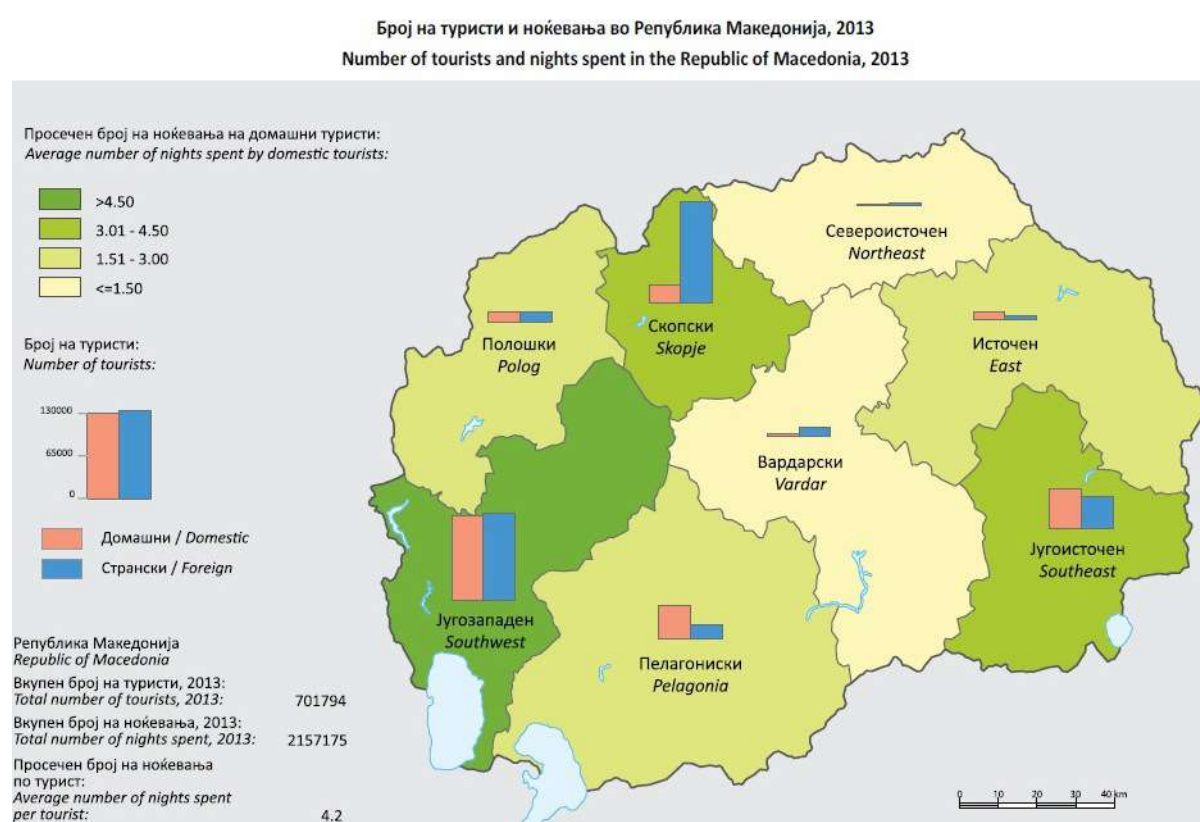 Број на туристи и ноќевања во Република Македонија, 2013
Number of tourists and nights spent in the Republic of Macedonia, 2013
Просечен број на ноќевања на домашни туристи:
Average number of nights spent by domestic tourists:
>4.50
3.01 - 4.50
1.51 - 3.00
<=1.50
Број на туристи:
Number of tourists:
130000
65000
0
Домашни / Domestic
Странски / Foreign
Североисточен
Northeast
Скопски
Skopje
Полошки
Polog
Источен
East
Вардарски
Vardar
Југоисточен
Southeast
Југозападен
Southwest
Пелагониски
Pelagonia
Република Македонија
Republic of Macedonia
Вкупен број на туристи, 2013:
Total number of tourists, 2013: 701794
Вкупен број на ноќевања, 2013:
Total number of nights spent, 2013: 2157175
Просечен број на ноќевања
по турист:
Average number of nights spent
per tourist: 4.2
0 10 20 30 40 km